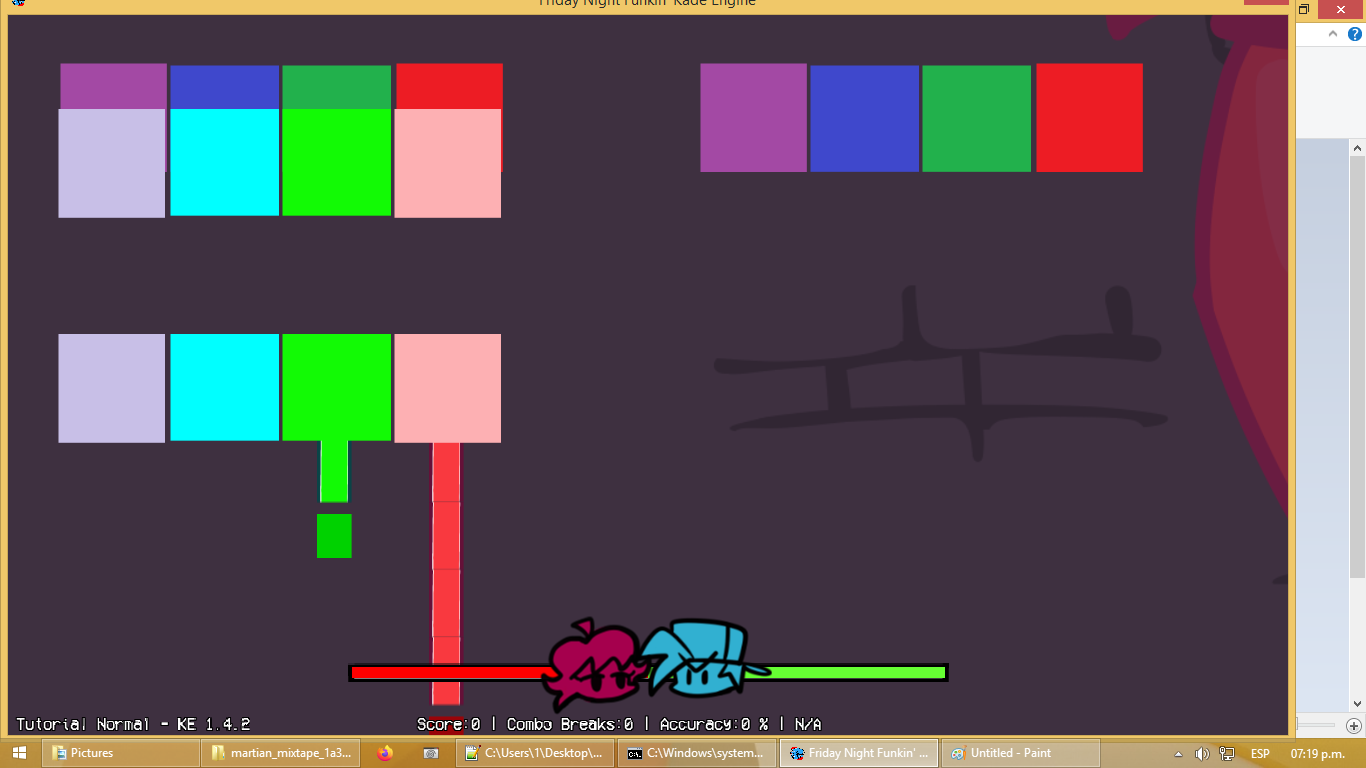 Friday Night Funkin' Kade Engine
Tutorial Normal - KE 1.4.2
Score:0 | Combo Breaks:0 | Accuracy:0 % | N/A
Pictures
martian_mixtape_1a3...
C:\Users\1\Desktop\...
C:\Windows\system...
Friday Night Funkin' ...
Untitled - Paint
ESP
07:19 p.m.